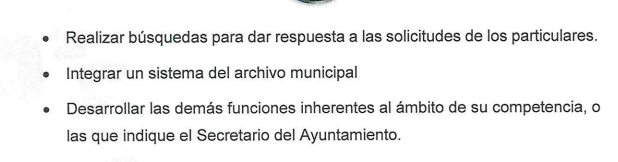 • Realizar búsquedas para dar respuesta a las solicitudes de los particulares.
• Integrar un sistema del archivo municipal
• Desarrollar las demás funciones inherentes al ámbito de su competencia, o
las que indique el Secretario del Ayuntamiento.